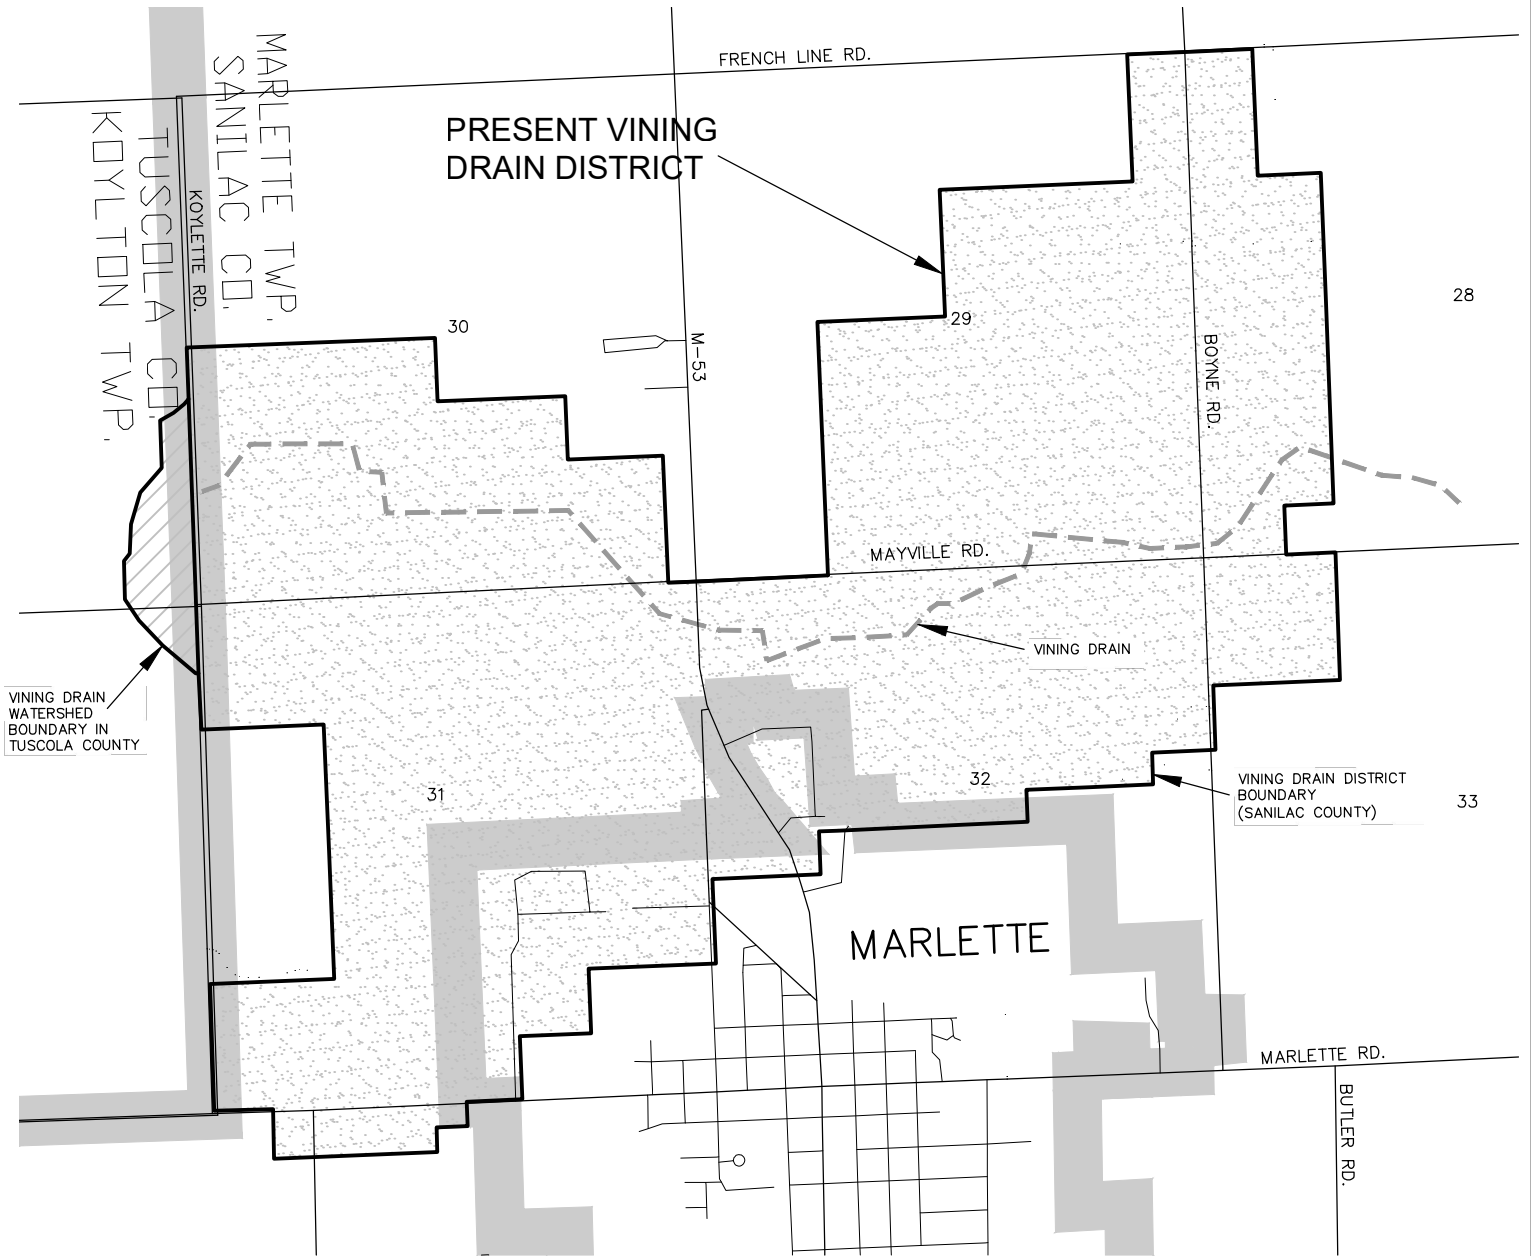 FRENCH LINE RD.
MARLETTE TWP.
SANILAC CO.
TUSCOLA CO.
KOYLTON TWP.
KOYLETTE RD.
PRESENT VINING
DRAIN DISTRICT
28
29
30
M-53
BOYNE RD.
MAYVILLE RD.
VINING DRAIN
VINING DRAIN
WATERSHED
BOUNDARY IN
TUSCOLA COUNTY
31
32
VINING DRAIN DISTRICT
BOUNDARY
(SANILAC COUNTY)
33
MARLETTE
MARLETTE RD.
BUTLER RD.